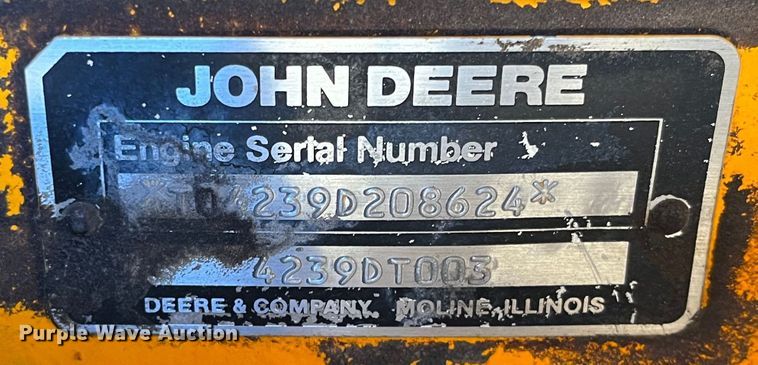 JOHN DEERE
Engine Serial Number
*T04239D208624*
4239DT003
DEERE & COMPANY MOLINE, ILLINOIS
Purple Wave Auction